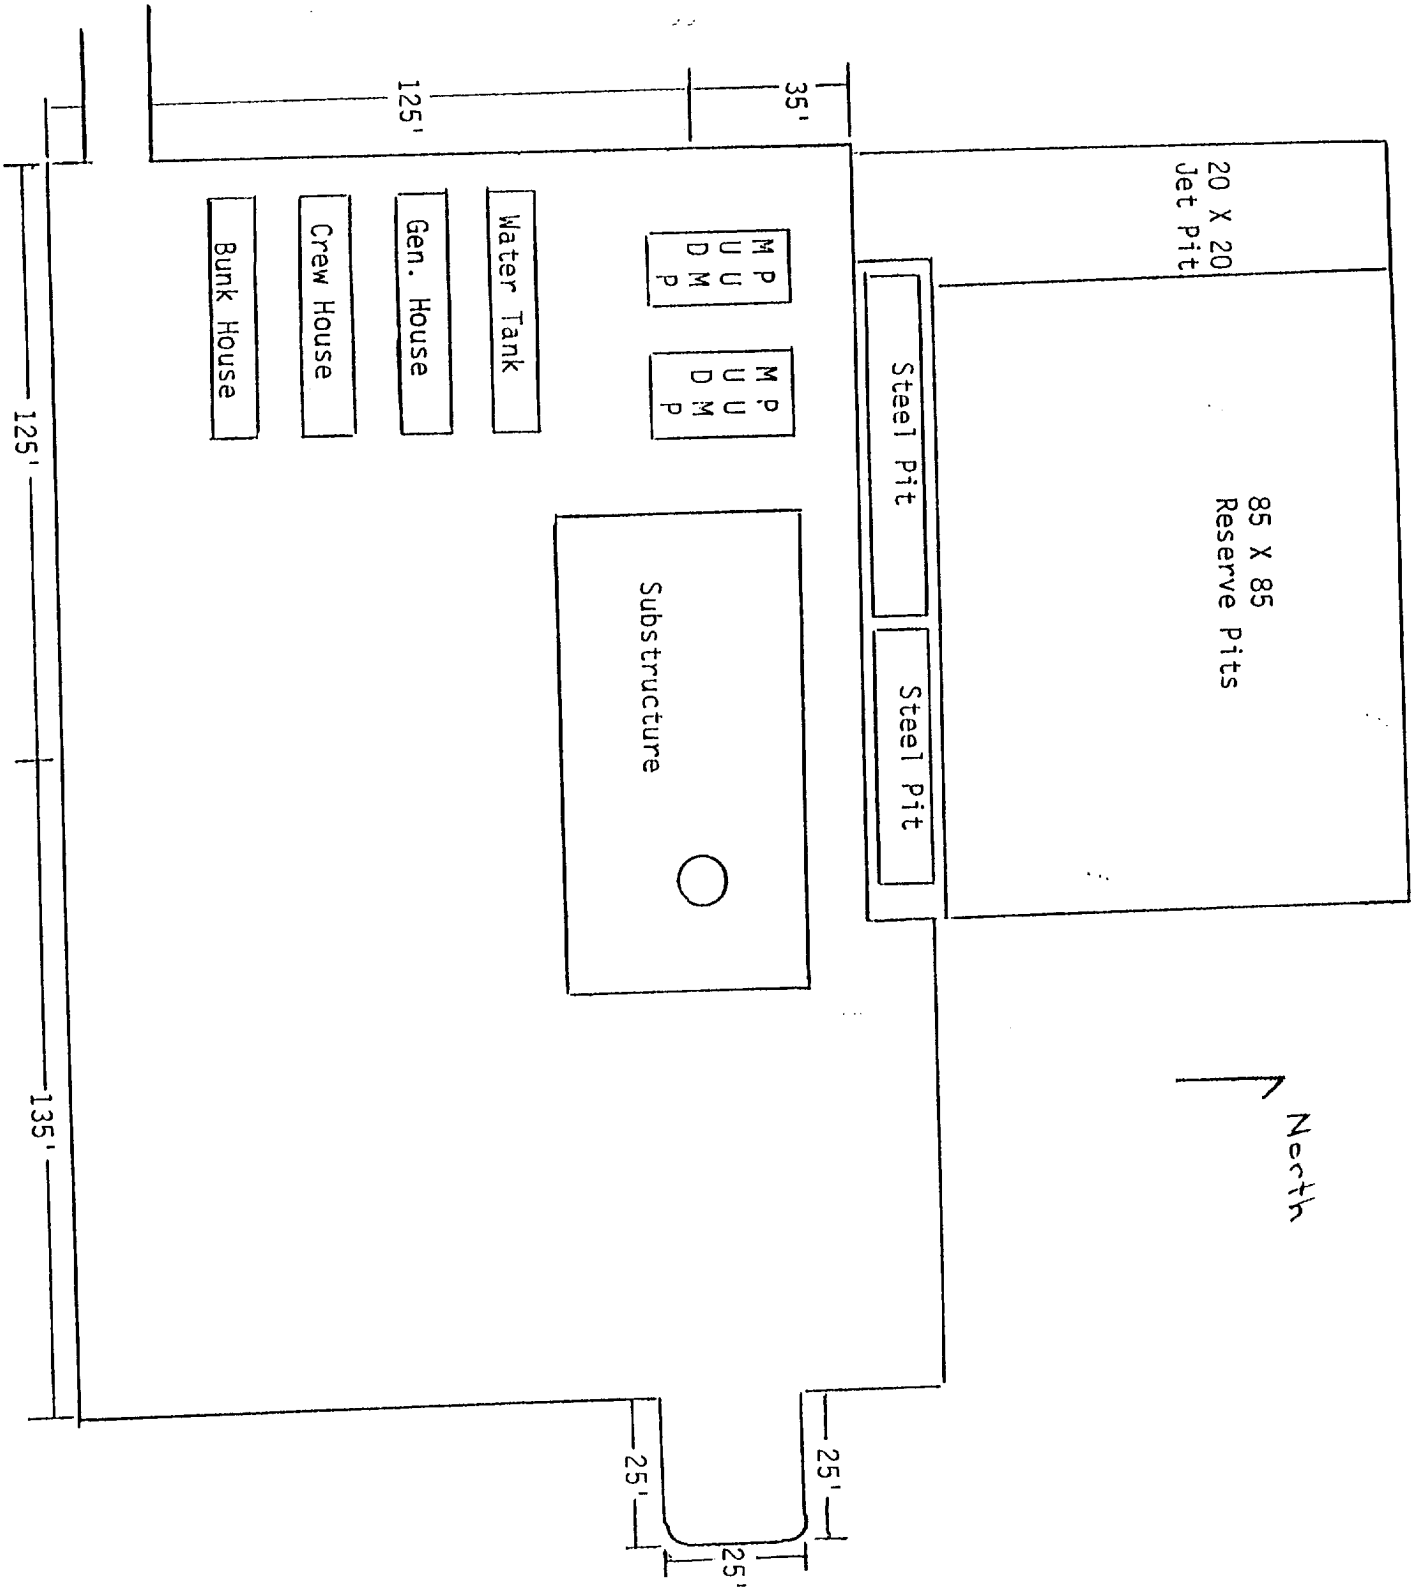 20 X 20
Jet Pit
85 X 85
Reserve Pits
North
35'
125'
Steel Pit
Steel Pit
MUD
PUMP
MUD
PUMP
Water Tank
Gen. House
Crew House
Bunk House
Substructure
125'
135'
25'
25'
25'